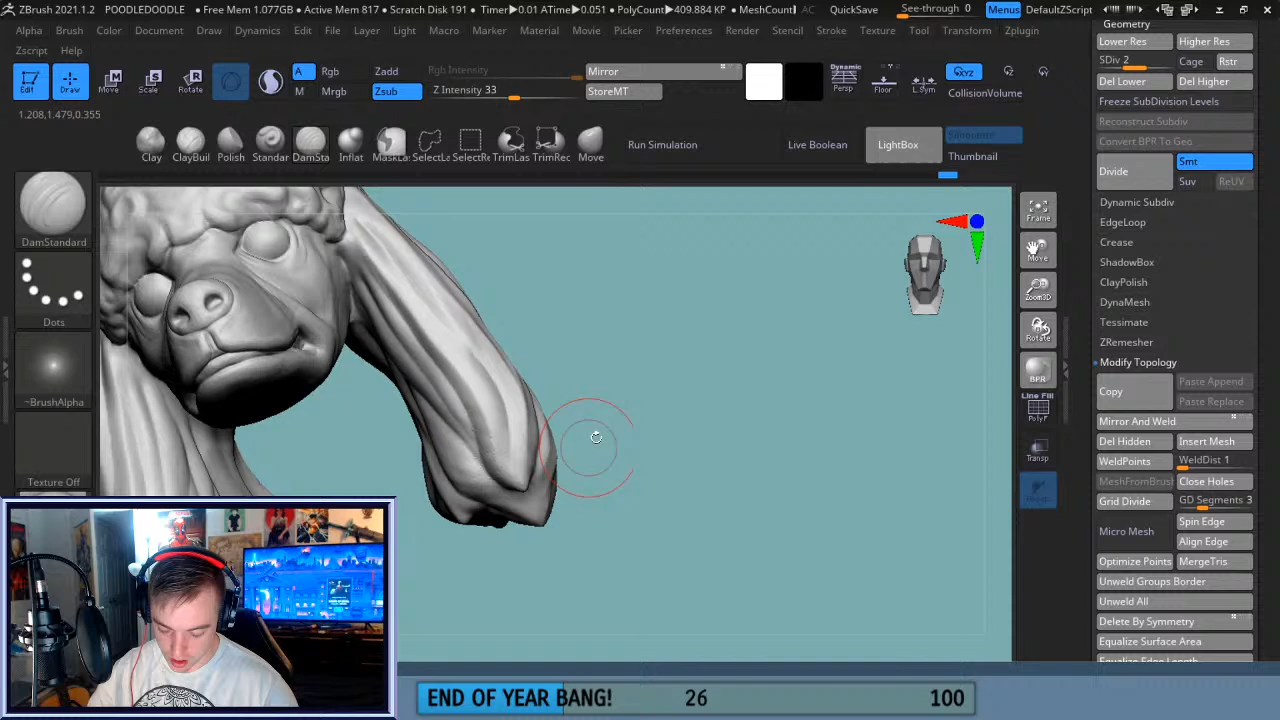 ZBrush 2021.1.2 POODLEDOODLE • Free Mem 1.077GB • Active Mem 817 • Scratch Disk 191 • Timer▶0.01 ATime▶0.051 • PolyCount▶409.884 KP • MeshCount▶ AC QuickSave See-through 0 Menus DefaultZScript
Alpha Brush Color Document Draw Dynamics Edit File Layer Light Macro Marker Material Movie Picker Preferences Render Stencil Stroke Texture Tool Transform Zplugin
Zscript Help
Edit Draw Move Scale Rotate
A Rgb Zadd Rgb Intensity Mirror
M Mrgb Zsub Z Intensity 33 StoreMT
Dynamic
Persp Floor L.Sym XYZ CollisionVolume
1.208,1.479,0.355
Clay ClayBuil Polish Standar DamSta Inflat MaskLa SelectLa SelectRe TrimLas TrimRec Move
Run Simulation Live Boolean LightBox Thumbnail
DamStandard
Dots
~BrushAlpha
Texture Off
Frame
Move
Zoom3D
Rotate
BPR
Line Fill
PolyF
Transp
Geometry
Lower Res Higher Res
SDiv 2 Cage Rstr
Del Lower Del Higher
Freeze SubDivision Levels
Reconstruct Subdiv
Convert BPR To Geo
Divide Smt
Suv ReUV
Dynamic Subdiv
EdgeLoop
Crease
ShadowBox
ClayPolish
DynaMesh
Tessimate
ZRemesher
Modify Topology
Copy Paste Append
Paste Replace
Mirror And Weld
Del Hidden Insert Mesh
WeldPoints WeldDist 1
MeshFromBrush Close Holes
Grid Divide GD Segments 3
Micro Mesh Spin Edge
Align Edge
Optimize Points MergeTris
Unweld Groups Border
Unweld All
Delete By Symmetry
Equalize Surface Area
Equalize Edge Length
END OF YEAR BANG! 26 100